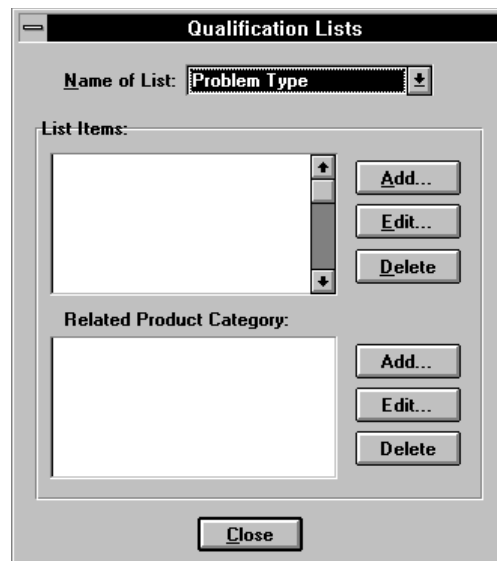 Qualification Lists
Name of List: Problem Type
List Items:
Add...
Edit...
Delete
Related Product Category:
Add...
Edit...
Delete
Close